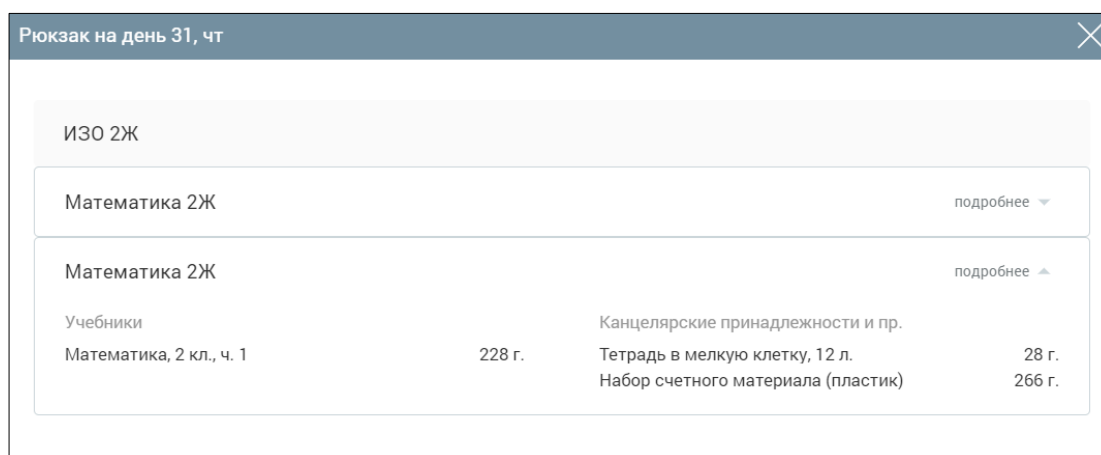 Рюкзак на день 31, чт
ИЗО 2Ж
Математика 2Ж подробнее
Математика 2Ж подробнее
Учебники Канцелярские принадлежности и пр.
Математика, 2 кл., ч. 1 228 г. Тетрадь в мелкую клетку, 12 л. 28 г.
Набор счетного материала (пластик) 266 г.